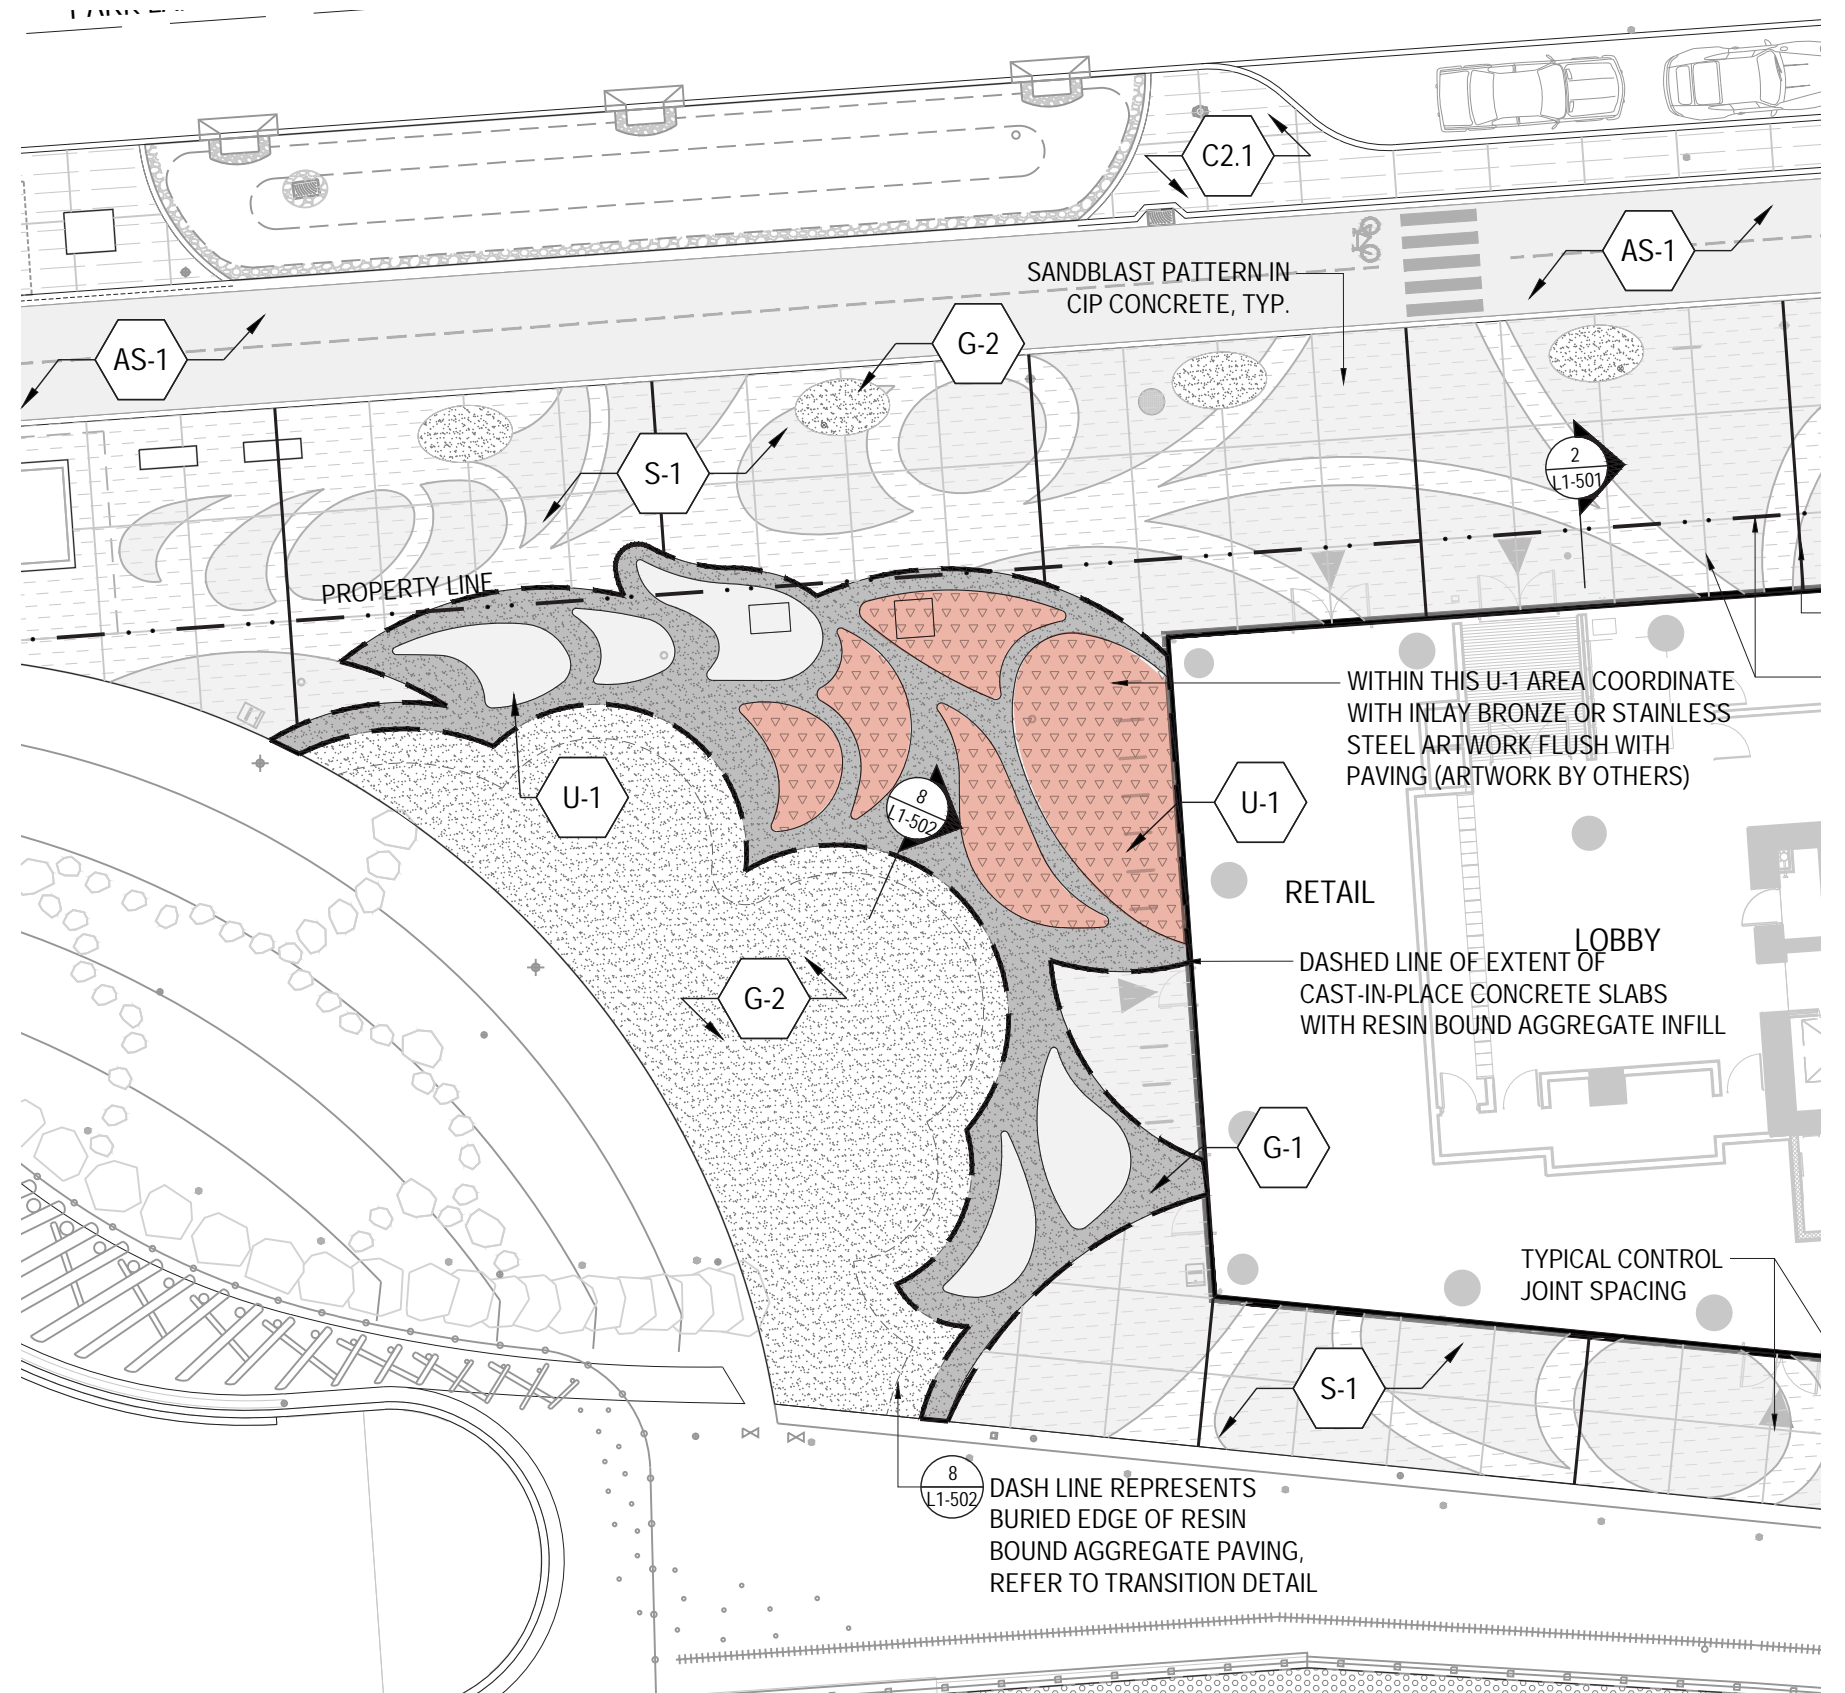 C2.1
SANDBLAST PATTERN IN
CIP CONCRETE, TYP.
AS-1
AS-1
G-2
S-1
2
L1-501
PROPERTY LINE
WITHIN THIS U-1 AREA COORDINATE
WITH INLAY BRONZE OR STAINLESS
STEEL ARTWORK FLUSH WITH
PAVING (ARTWORK BY OTHERS)
U-1
8
L1-502
U-1
RETAIL
LOBBY
DASHED LINE OF EXTENT OF
CAST-IN-PLACE CONCRETE SLABS
WITH RESIN BOUND AGGREGATE INFILL
G-2
G-1
TYPICAL CONTROL
JOINT SPACING
S-1
8
L1-502
DASH LINE REPRESENTS
BURIED EDGE OF RESIN
BOUND AGGREGATE PAVING,
REFER TO TRANSITION DETAIL